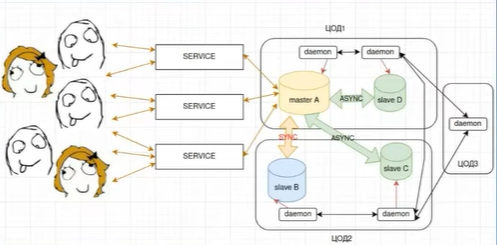 ЦОД1
daemon
daemon
SERVICE
master A
ASYNC
slave D
SERVICE
daemon
SYNC
ASYNC
SERVICE
ЦОД3
slave B
slave C
daemon
daemon
ЦОД2